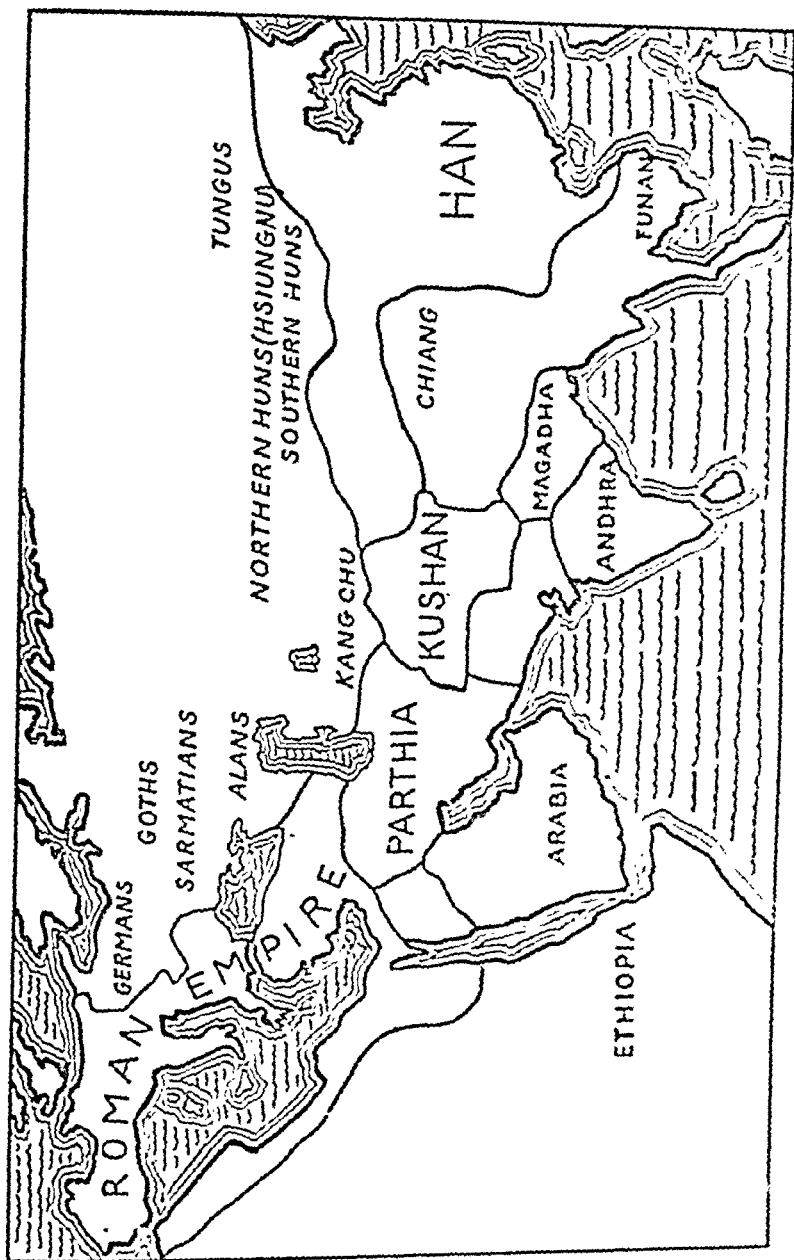 TUNGUS
NORTHERN HUNS(HSIUNGNU)
SOUTHERN HUNS
HAN
CHIANG
FUNAN
MAGADHA
ANDHRA
KUSHAN
KANG CHU
PARTHIA
ARABIA
ETHIOPIA
ALANS
SARMATIANS
GOTHS
GERMANS
ROMAN EMPIRE